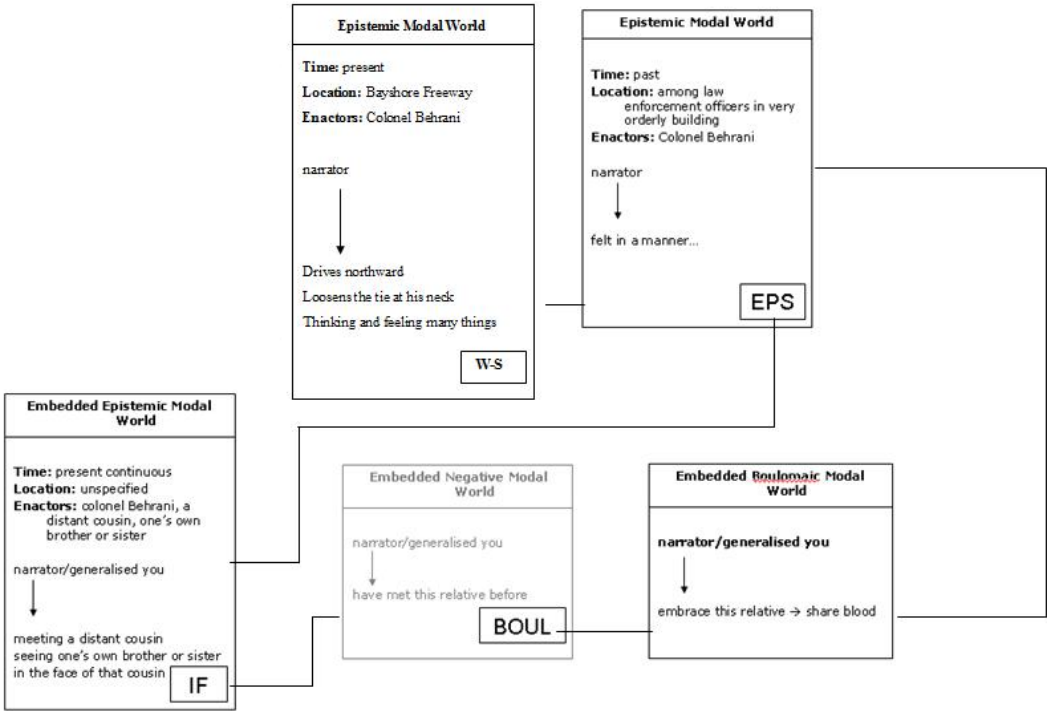 Epistemic Modal World
Time: present
Location: Bayshore Freeway
Enactors: Colonel Behrani
narrator
Drives northward
Loosens the tie at his neck
Thinking and feeling many things
W-S
Epistemic Modal World
Time: past
Location: among law
enforcement officers in very
orderly building
Enactors: Colonel Behrani
narrator
felt in a manner...
EPS
Embedded Epistemic Modal
World
Time: present continuous
Location: unspecified
Enactors: colonel Behrani, a
distant cousin, one's own
brother or sister
narrator/generalised you
meeting a distant cousin
seeing one's own brother or sister
in the face of that cousin
IF
Embedded Negative Modal
World
narrator/generalised you
have met this relative before
BOUL
Embedded Boulomaic Modal
World
narrator/generalised you
embrace this relative → share blood